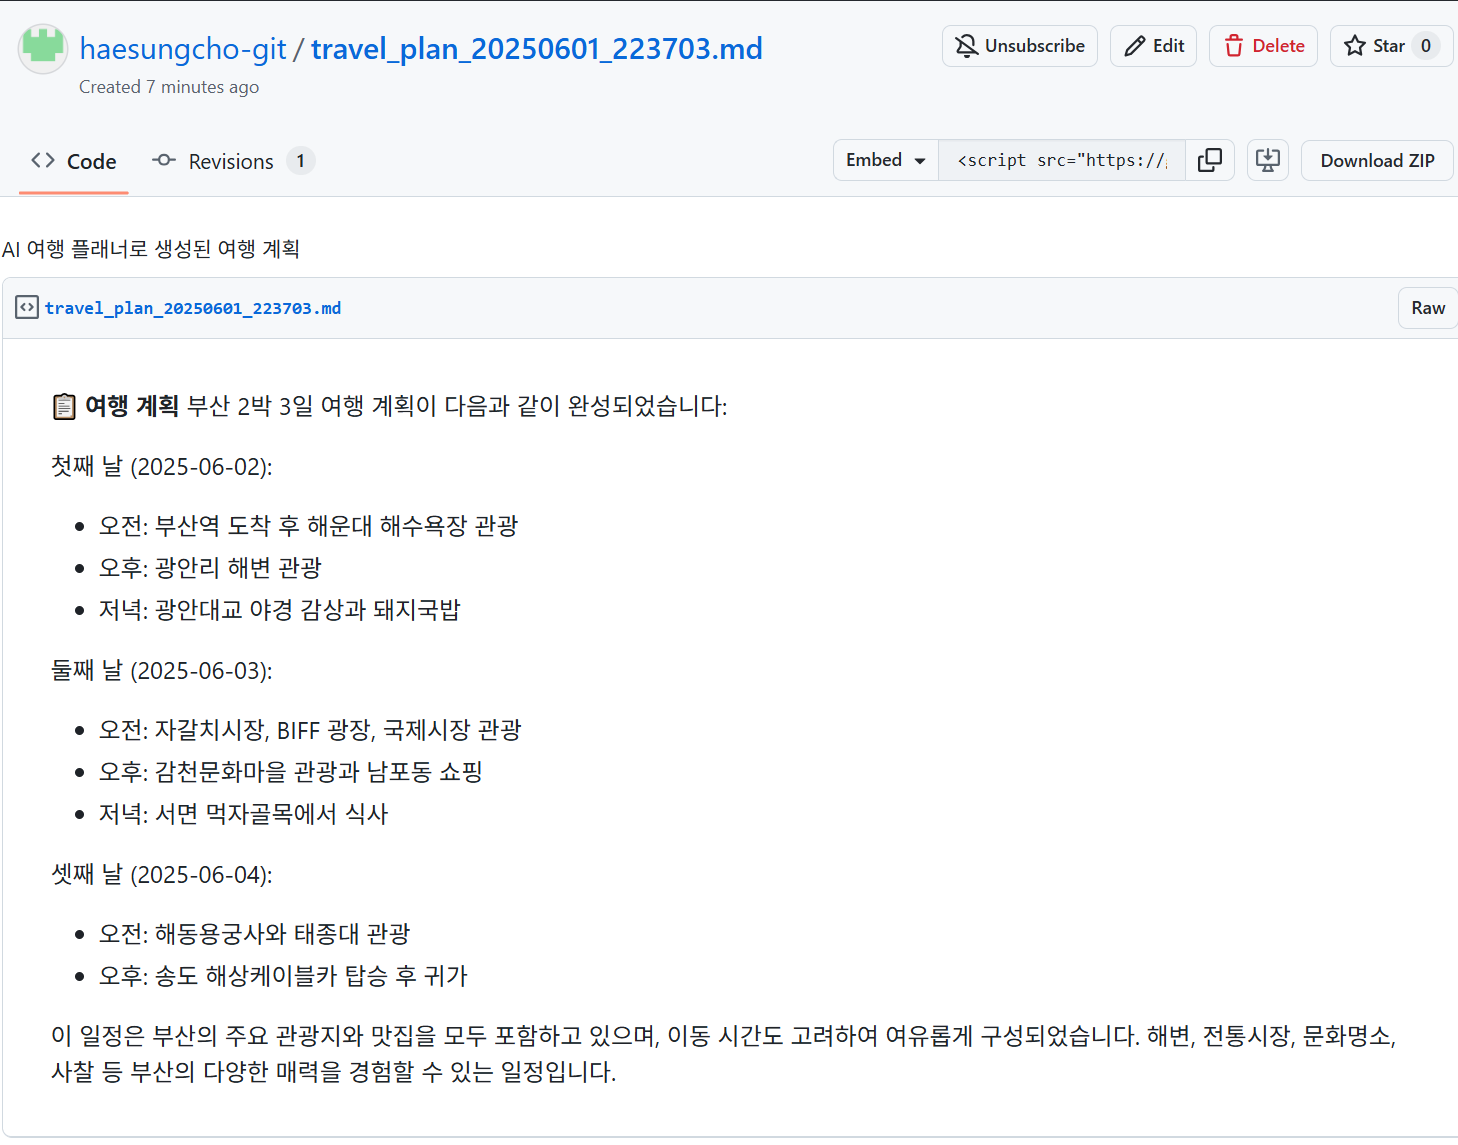 haesungcho-git / travel_plan_20250601_223703.md
Unsubscribe
Edit
Delete
Star 0
Created 7 minutes ago
Code
Revisions 1
Embed
<script src="https://
Download ZIP
AI 여행 플래너로 생성된 여행 계획
travel_plan_20250601_223703.md
Raw
📋 여행 계획 부산 2박 3일 여행 계획이 다음과 같이 완성되었습니다:
첫째 날 (2025-06-02):
• 오전: 부산역 도착 후 해운대 해수욕장 관광
• 오후: 광안리 해변 관광
• 저녁: 광안대교 야경 감상과 돼지국밥
둘째 날 (2025-06-03):
• 오전: 자갈치시장, BIFF 광장, 국제시장 관광
• 오후: 감천문화마을 관광과 남포동 쇼핑
• 저녁: 서면 먹자골목에서 식사
셋째 날 (2025-06-04):
• 오전: 해동용궁사와 태종대 관광
• 오후: 송도 해상케이블카 탑승 후 귀가
이 일정은 부산의 주요 관광지와 맛집을 모두 포함하고 있으며, 이동 시간도 고려하여 여유롭게 구성되었습니다. 해변, 전통시장, 문화명소,
사찰 등 부산의 다양한 매력을 경험할 수 있는 일정입니다.